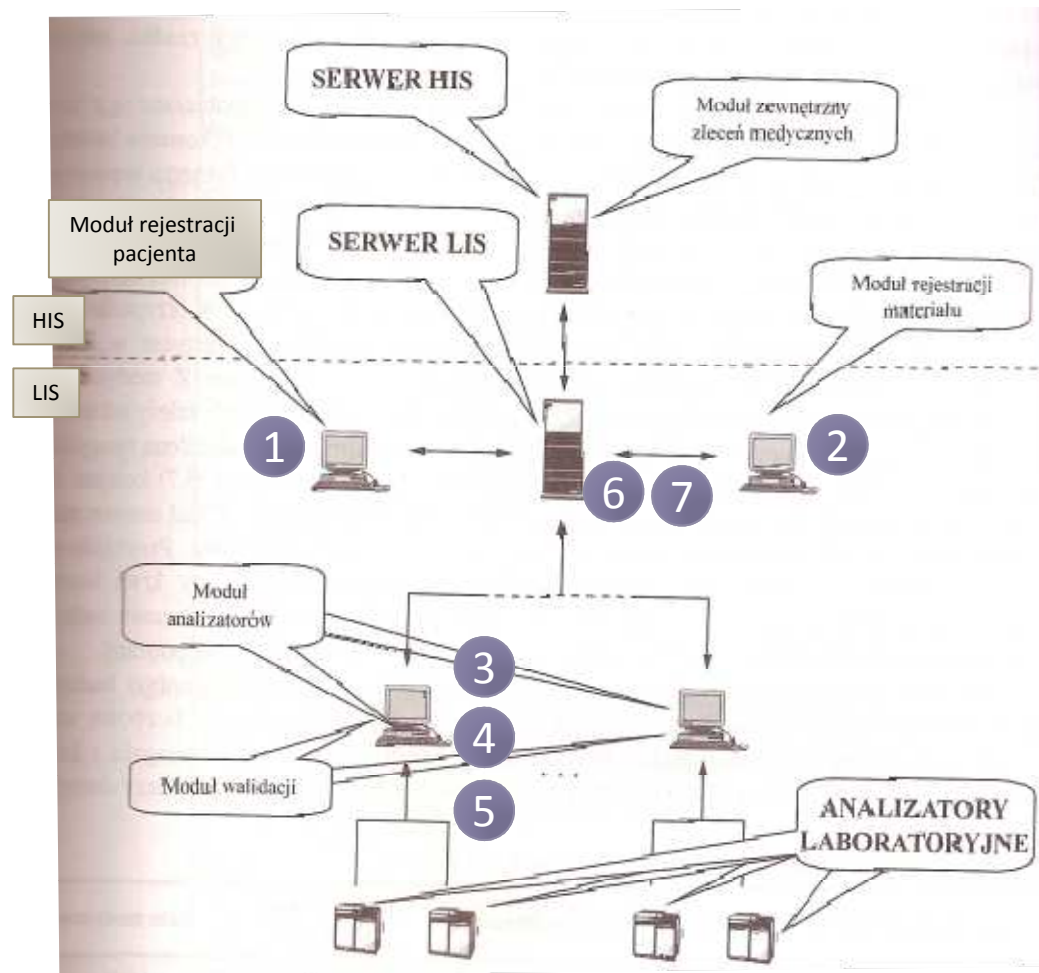 SERWER HIS
Moduł zewnętrzny
zleceń medycznych
Moduł rejestracji
pacjenta
SERWER LIS
Moduł rejestracji
materiału
HIS
LIS
1
2
6
7
Moduł
analizatorów
3
4
Moduł walidacji
5
ANALIZATORY
LABORATORYJNE